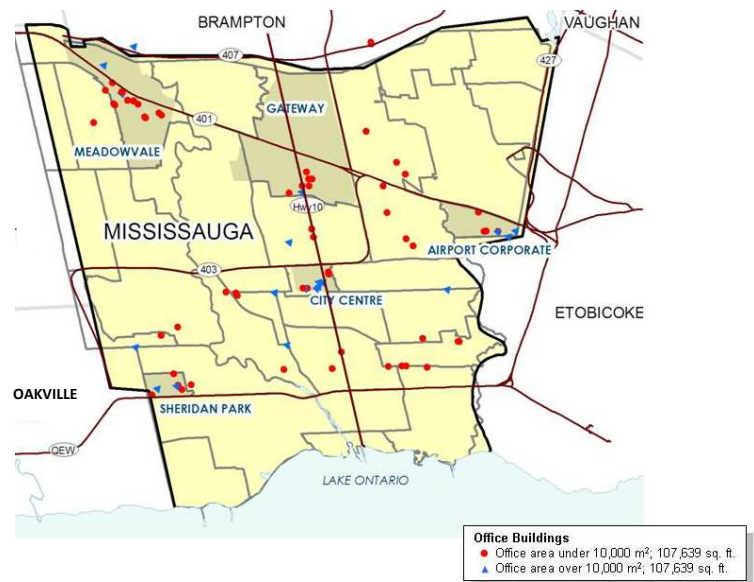 BRAMPTON
VAUGHAN
407
427
GATEWAY
401
MEADOWVALE
Hwy10
MISSISSAUGA
AIRPORT CORPORATE
403
CITY CENTRE
ETOBICOKE
OAKVILLE
SHERIDAN PARK
QEW
LAKE ONTARIO
Office Buildings
Office area under 10,000 m²; 107,639 sq. ft.
Office area over 10,000 m²; 107,639 sq. ft.